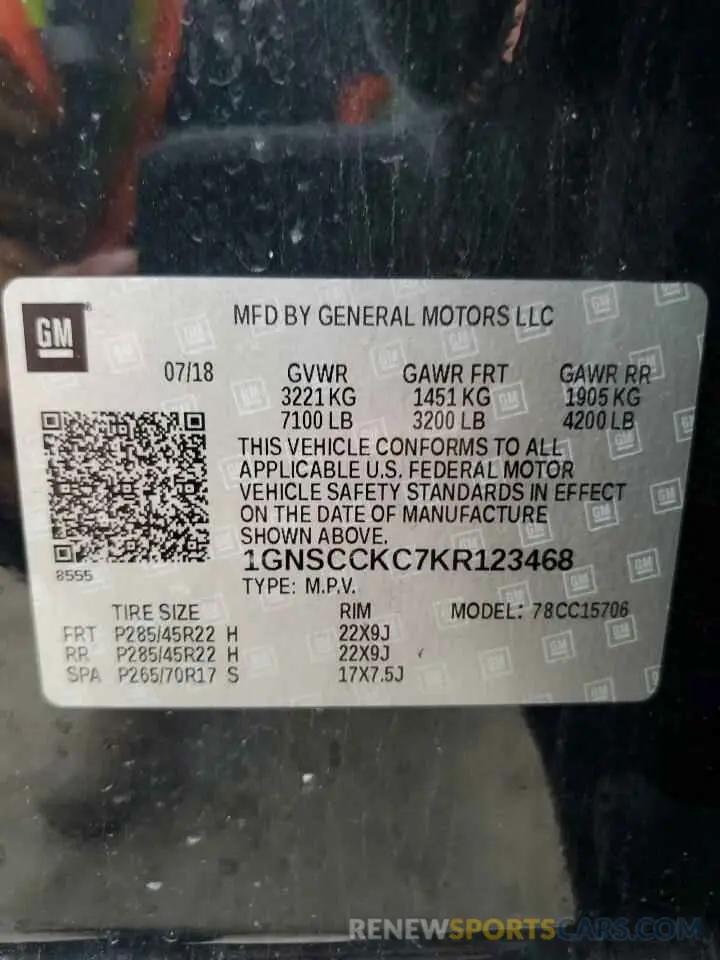 GM®
MFD BY GENERAL MOTORS LLC
07/18 GVWR GAWR FRT GAWR RR
3221 KG 1451 KG 1905 KG
7100 LB 3200 LB 4200 LB
THIS VEHICLE CONFORMS TO ALL
APPLICABLE U.S. FEDERAL MOTOR
VEHICLE SAFETY STANDARDS IN EFFECT
ON THE DATE OF MANUFACTURE
SHOWN ABOVE.
8555
1GNSCCKC7KR123468
TYPE: M.P.V.
TIRE SIZE RIM MODEL: 78CC15706
FRT P285/45R22 H 22X9J
RR P285/45R22 H 22X9J
SPA P265/70R17 S 17X7.5J
RENEWSPORTSCARS.COM